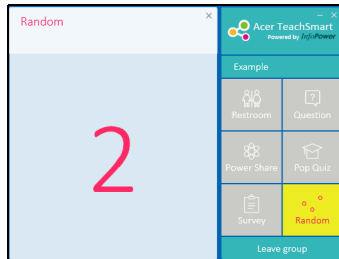 Random
2
Acer TeachSmart
Powered by InfoPower
Example
Restroom
Question
Power Share
Pop Quiz
Survey
Random
Leave group